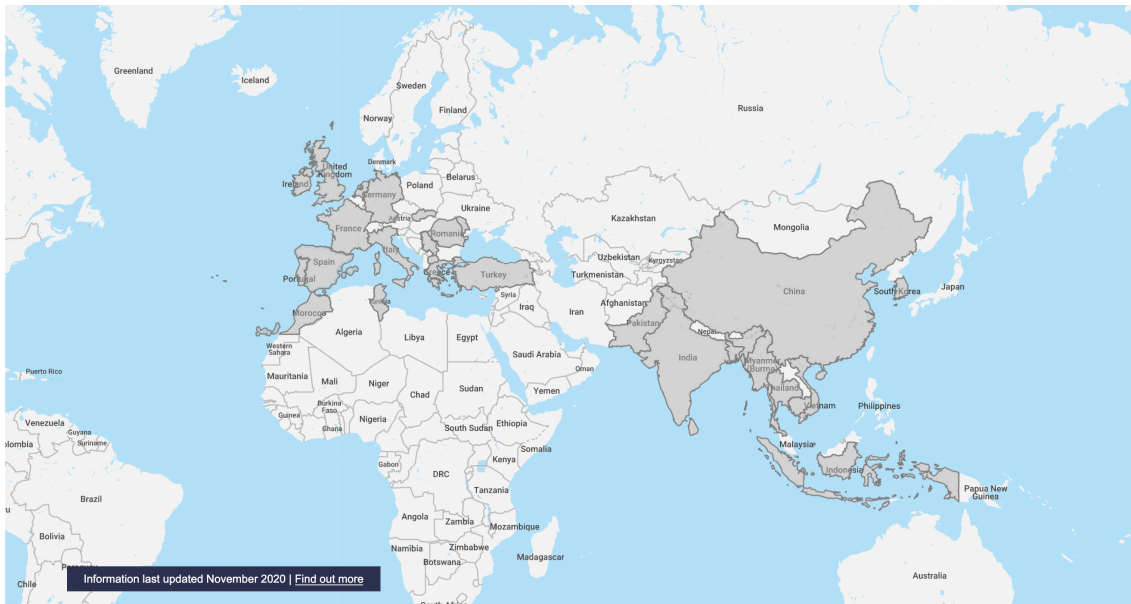 Greenland
Iceland
Sweden
Finland
Norway
Russia
Denmark
United
Kingdom
Ireland
Poland
Belarus
Germany
Ukraine
Kazakhstan
Mongolia
Austria
France
Romania
Italy
Uzbekistan
Kyrgyzstan
Spain
Portugal
Greece
Turkey
Turkmenistan
China
South Korea
Japan
Tunisia
Syria
Iraq
Iran
Afghanistan
Morocco
Pakistan
Nepal
Algeria
Libya
Egypt
Western
Sahara
Saudi Arabia
Oman
India
Myanmar
(Burma)
Puerto Rico
Mauritania
Mali
Niger
Chad
Sudan
Yemen
Thailand
Vietnam
Philippines
Burkina
Faso
Guinea
Ghana
Nigeria
South Sudan
Ethiopia
Somalia
Venezuela
Guyana
Suriname
olombia
Malaysia
Gabon
DRC
Kenya
Indonesia
Tanzania
Papua New
Guinea
Brazil
u
Angola
Zambia
Mozambique
Bolivia
Namibia
Zimbabwe
Botswana
Madagascar
Paraguay
Chile
Australia
Information last updated November 2020 | Find out more
South Africa